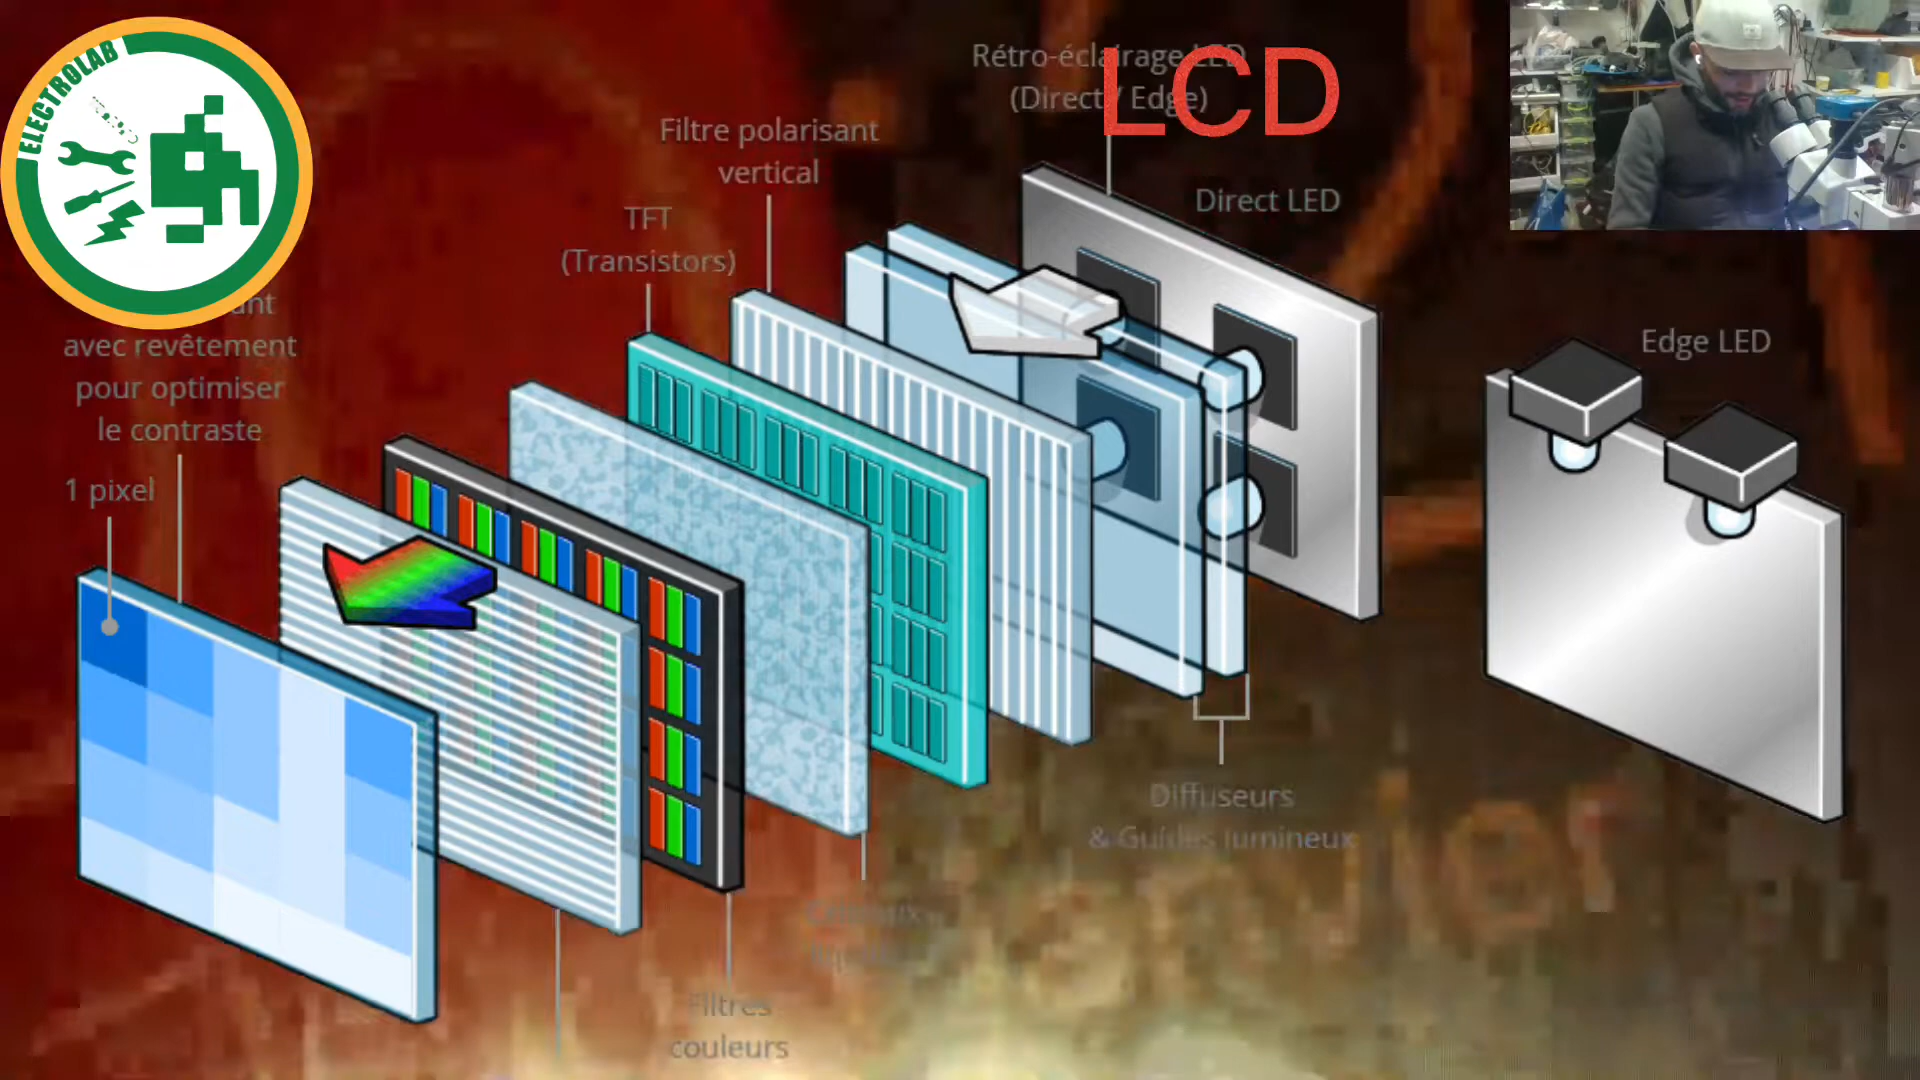 ELECTROLAB
Rétro-éclairage LED
(Direct / Edge)
LCD
Filtre polarisant
vertical
Direct LED
TFT
(Transistors)
avec revêtement
pour optimiser
le contraste
1 pixel
Edge LED
Diffuseurs
& Guides lumineux
Filtres
couleurs